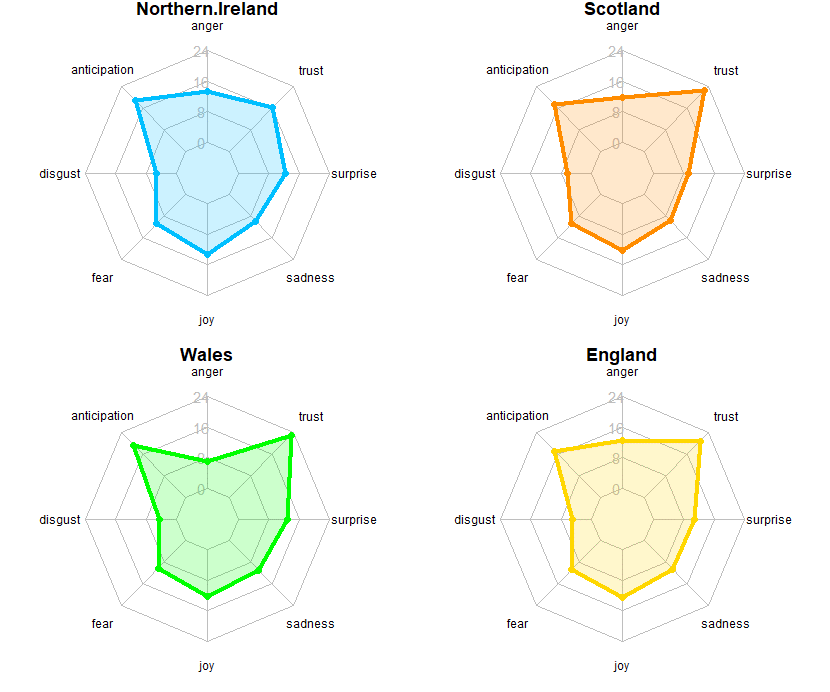 Northern.Ireland
anger
24
16
8
0
anticipation
trust
disgust
surprise
fear
sadness
joy
Scotland
anger
24
16
8
0
anticipation
trust
disgust
surprise
fear
sadness
joy
Wales
anger
24
16
8
0
anticipation
trust
disgust
surprise
fear
sadness
joy
England
anger
24
16
8
0
anticipation
trust
disgust
surprise
fear
sadness
joy